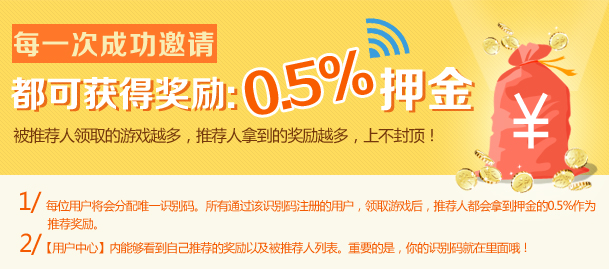 每一次成功邀请
都可获得奖励:0.5%押金
被推荐人领取的游戏越多，推荐人拿到的奖励越多，上不封顶！
¥
1/ 每位用户将会分配唯一识别码。所有通过该识别码注册的用户，领取游戏后，推荐人都会拿到押金的0.5%作为
推荐奖励。
2/【用户中心】内能够看到自己推荐的奖励以及被推荐人列表。重要的是，你的识别码就在里面哦！